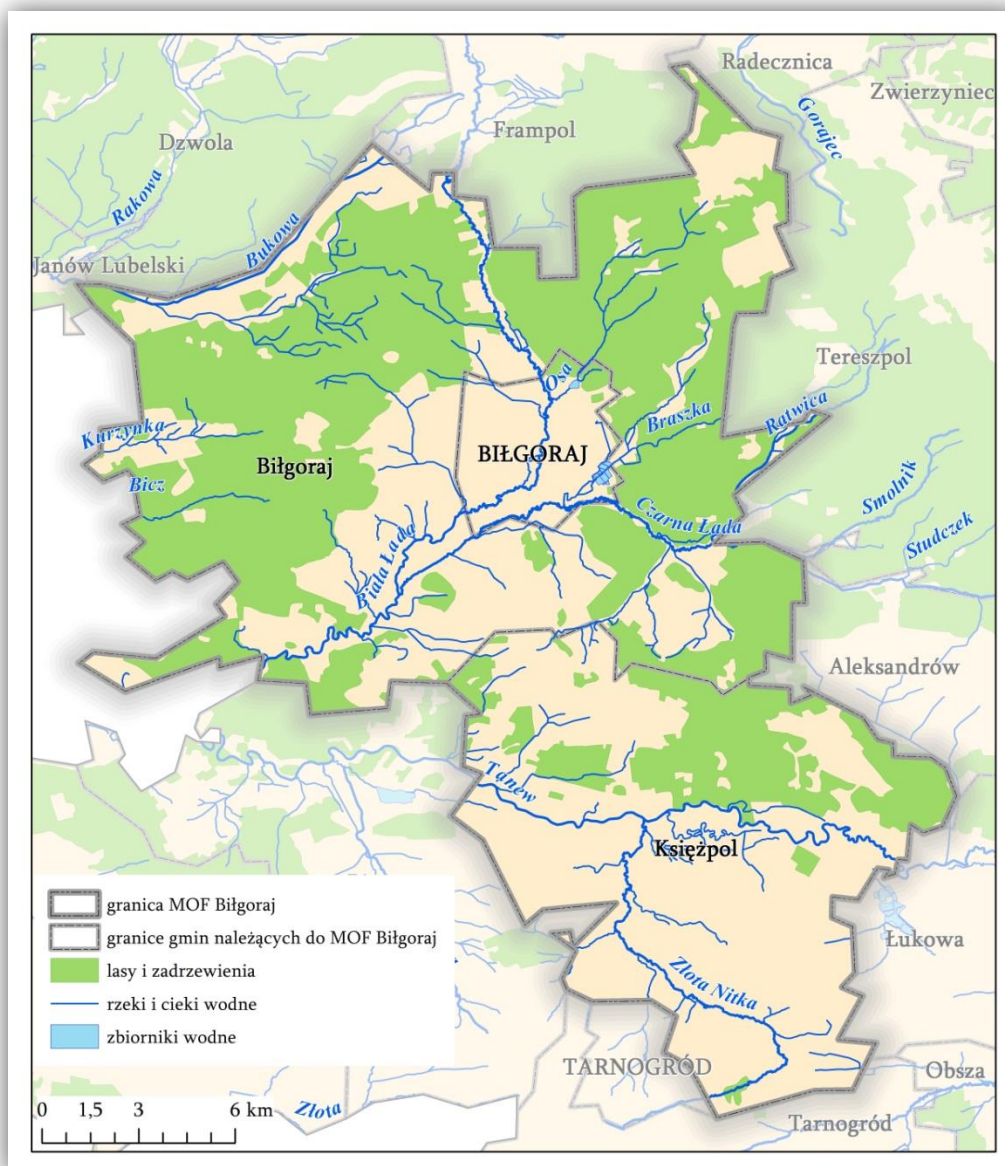 Radecznica
Zwierzyniec
Gorajec
Frampol
Dzwola
Rakowa
Bukowa
Janów Lubelski
Tereszpol
Osa
Ratwica
Braszka
Kurzynka
BIŁGORAJ
Biłgoraj
Bicz
Smolnik
Czarna Łada
Studczek
Biała Łada
Aleksandrów
Tanew
Księżpol
granica MOF Biłgoraj
granice gmin należących do MOF Biłgoraj
lasy i zadrzewienia
rzeki i cieki wodne
zbiorniki wodne
Łukowa
Złota Nitka
TARNOGRÓD
Obsza
Tarnogród
Złota
0 1,5 3 6 km